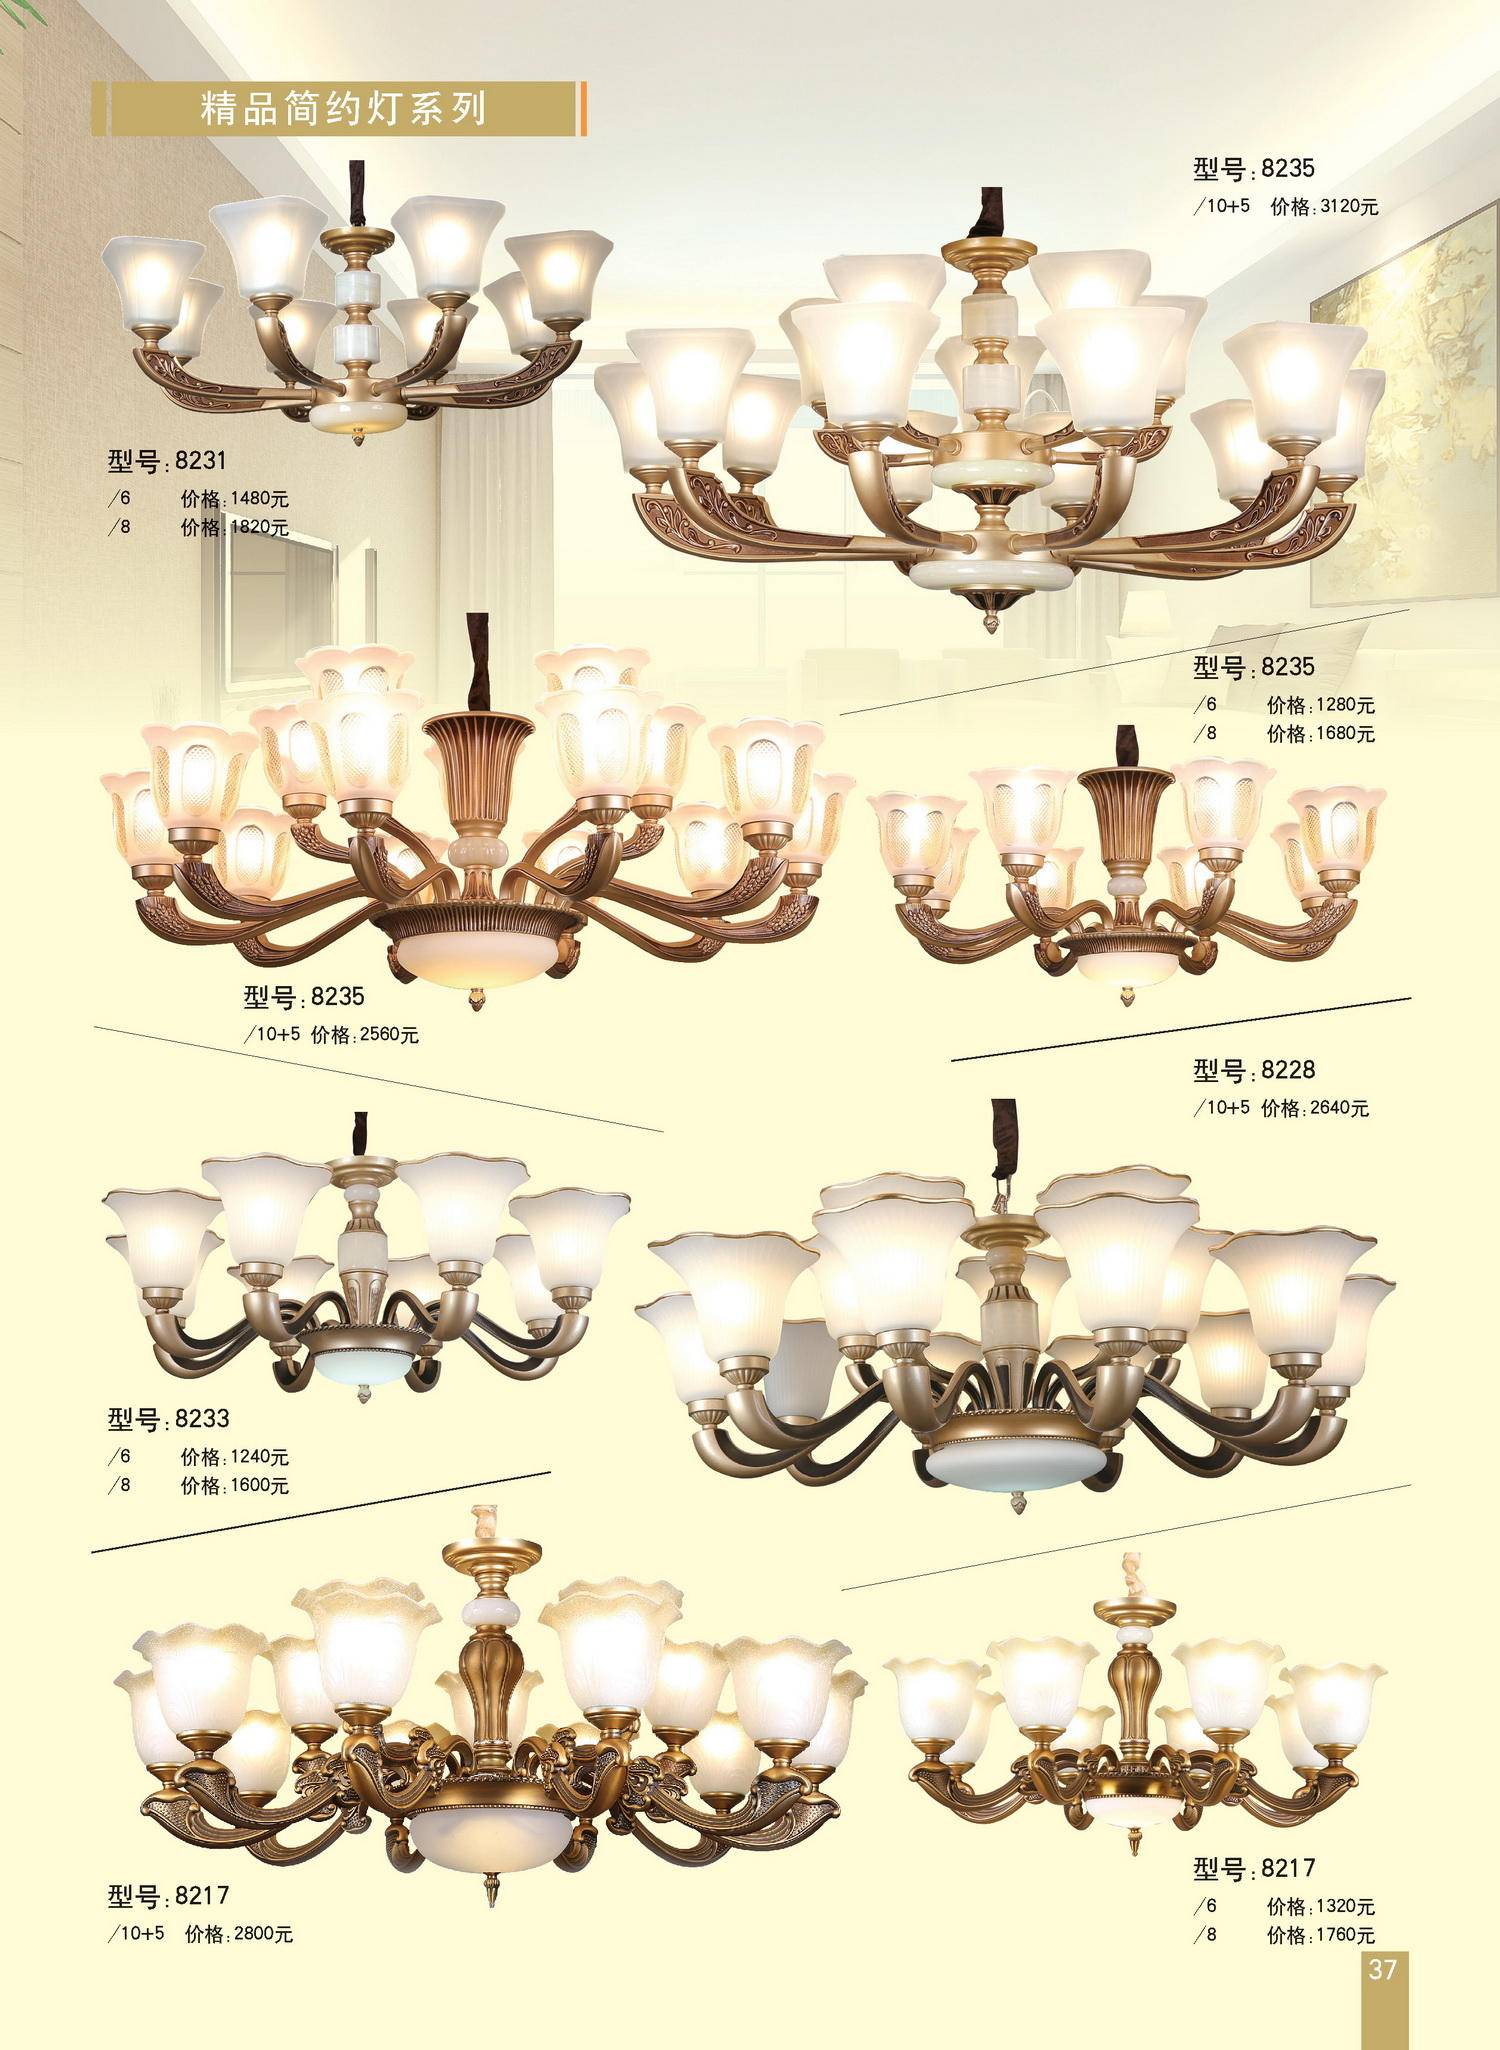 精品简约灯系列
型号：8235
/10+5 价格：3120元
型号：8231
/6 价格：1480元
/8 价格：1820元
型号：8235
/6 价格：1280元
/8 价格：1680元
型号：8235
/10+5 价格：2560元
型号：8228
/10+5 价格：2640元
型号：8233
/6 价格：1240元
/8 价格：1600元
型号：8217
/10+5 价格：2800元
型号：8217
/6 价格：1320元
/8 价格：1760元
37